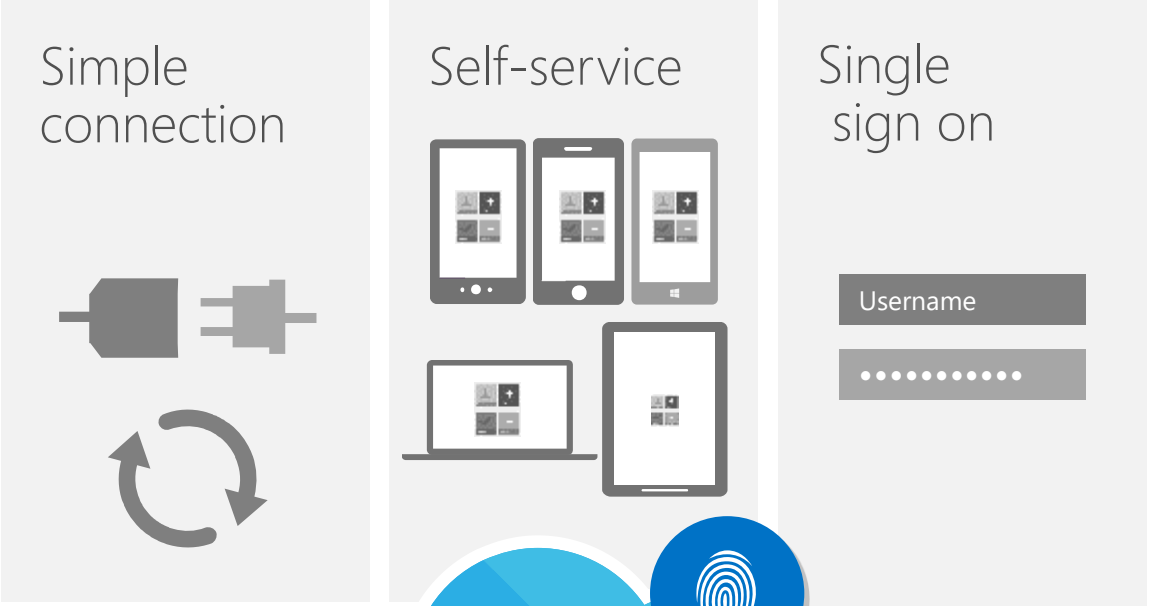 Simple
connection
Self-service
Single
sign on
Username